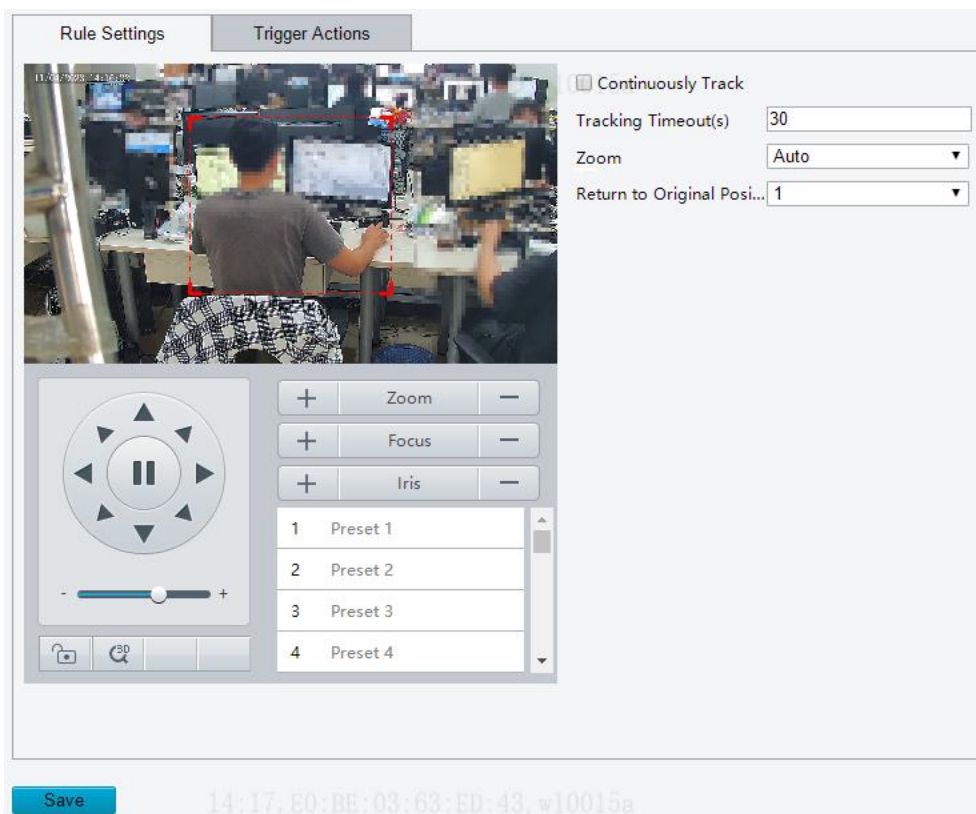 Rule Settings
Trigger Actions
Continuously Track
Tracking Timeout(s)
30
Zoom
Auto
Return to Original Posi...
1
+ Zoom −
+ Focus −
+ Iris −
1 Preset 1
2 Preset 2
3 Preset 3
4 Preset 4
- +
3D
Save
14:17. E0:BE:03:63:ED:43. w10015a